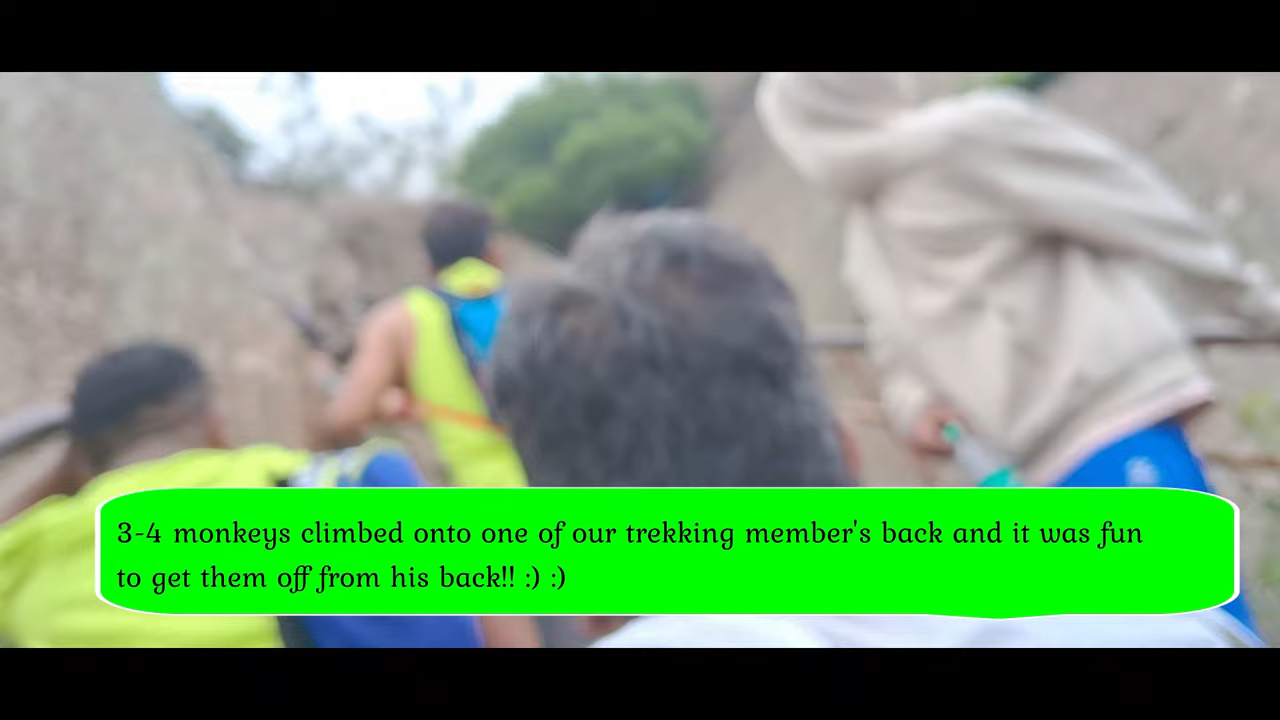 3-4 monkeys climbed onto one of our trekking member's back and it was fun
to get them off from his back!! :) :)